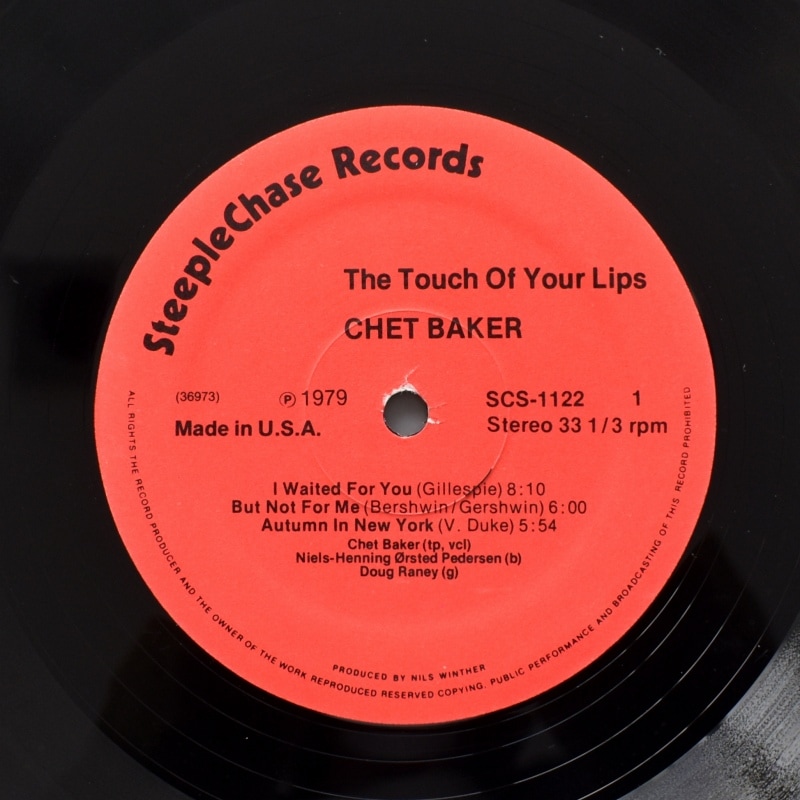 SteepleChase Records
The Touch Of Your Lips
CHET BAKER
(36973) ℗ 1979 SCS-1122 1
Made in U.S.A. Stereo 33 1/3 rpm
I Waited For You (Gillespie) 8:10
But Not For Me (Bershwin/Gershwin) 6:00
Autumn In New York (V. Duke) 5:54
Chet Baker (tp, vcl)
Niels-Henning Ørsted Pedersen (b)
Doug Raney (g)
PRODUCED BY NILS WINTHER
ALL RIGHTS THE RECORD PRODUCER AND THE OWNER OF THE WORK REPRODUCED RESERVED COPYING. PUBLIC PERFORMANCE AND BROADCASTING OF THIS RECORD PROHIBITED